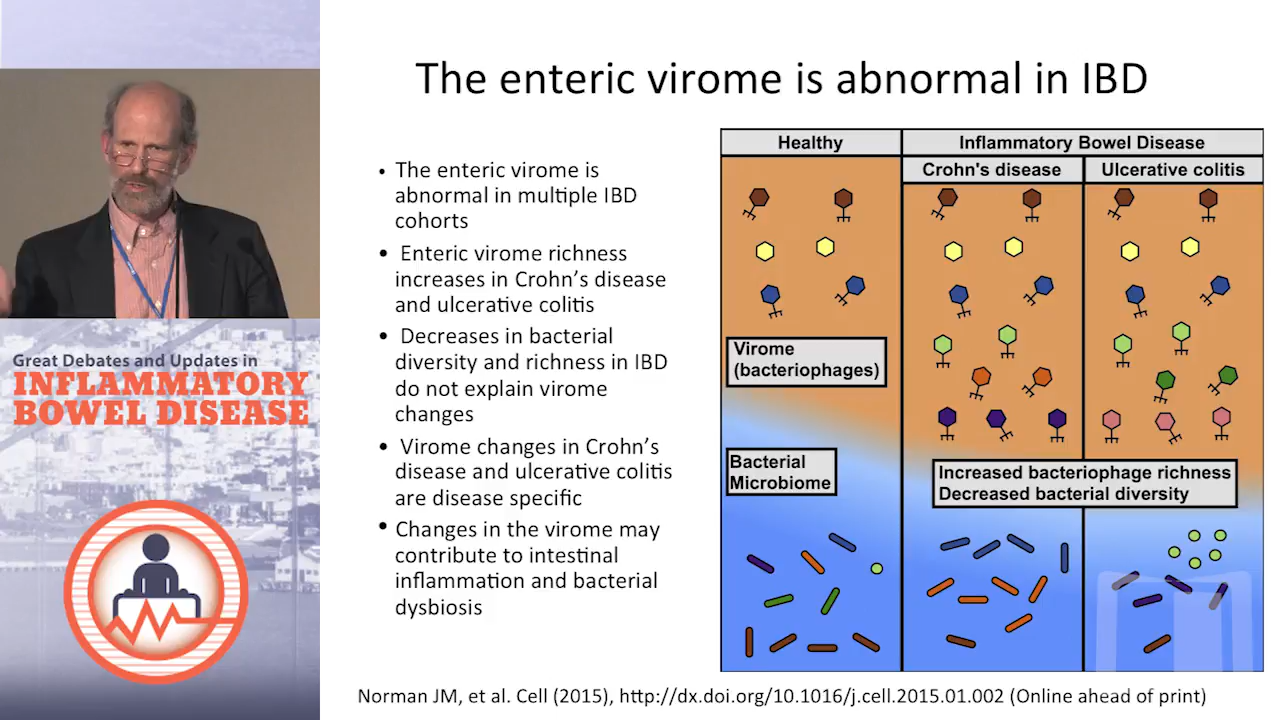 The enteric virome is abnormal in IBD
• The enteric virome is
abnormal in multiple IBD
cohorts
• Enteric virome richness
increases in Crohn's disease
and ulcerative colitis
• Decreases in bacterial
diversity and richness in IBD
do not explain virome
changes
• Virome changes in Crohn's
disease and ulcerative colitis
are disease specific
• Changes in the virome may
contribute to intestinal
inflammation and bacterial
dysbiosis
Healthy
Inflammatory Bowel Disease
Crohn's disease
Ulcerative colitis
Virome
(bacteriophages)
Bacterial
Microbiome
Increased bacteriophage richness
Decreased bacterial diversity
Great Debates and Updates in
INFLAMMATORY
BOWEL DISEASE
Norman JM, et al. Cell (2015), http://dx.doi.org/10.1016/j.cell.2015.01.002 (Online ahead of print)